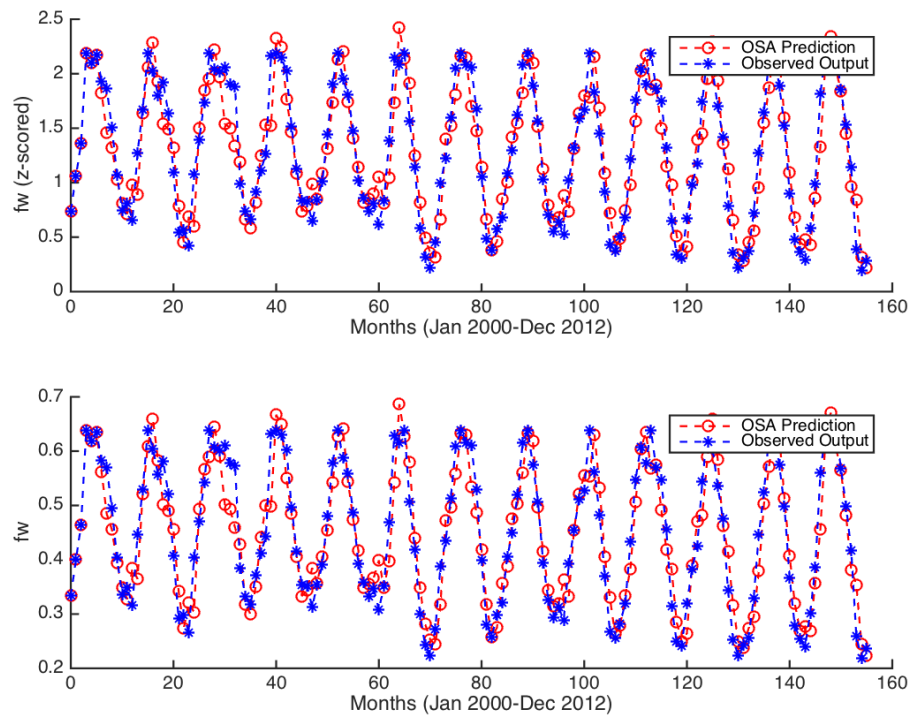 2.5
2
1.5
1
0.5
0
fw (z-scored)
OSA Prediction
Observed Output
0 20 40 60 80 100 120 140 160
Months (Jan 2000-Dec 2012)
0.7
0.6
0.5
0.4
0.3
0.2
fw
OSA Prediction
Observed Output
0 20 40 60 80 100 120 140 160
Months (Jan 2000-Dec 2012)